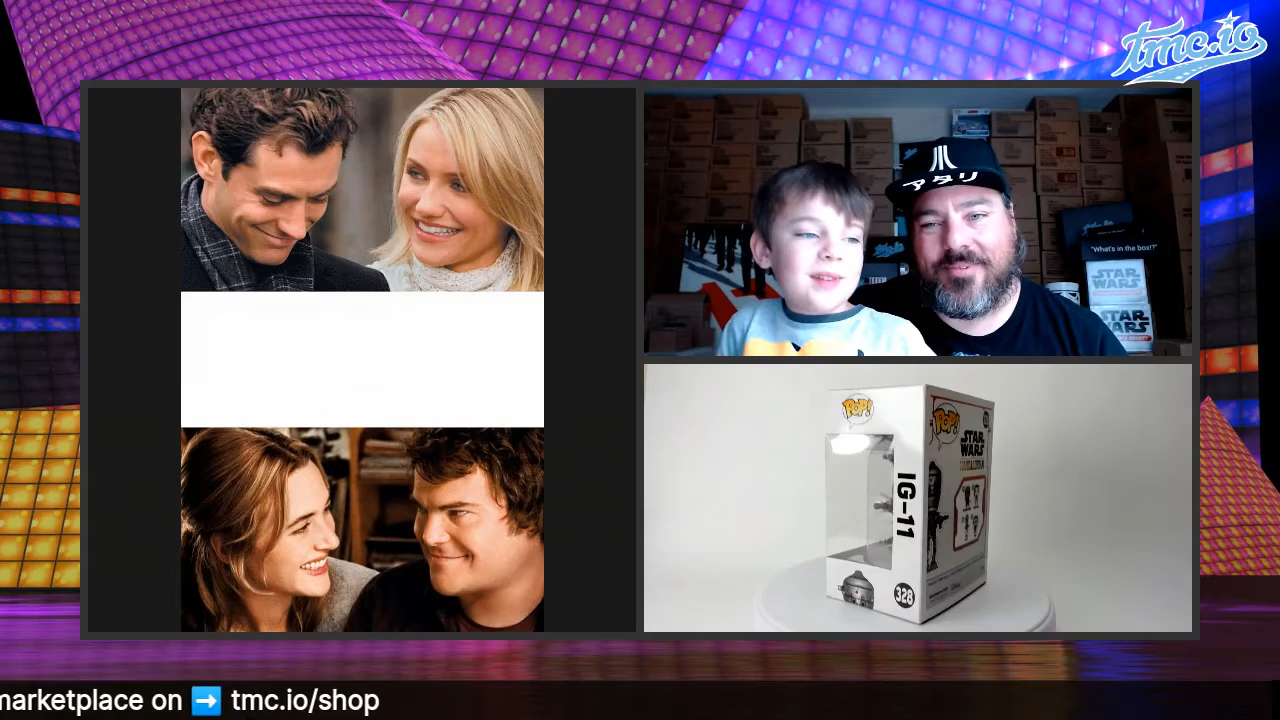 tmc.io
アタリ
"What's in the box!?"
STAR
WARS
STAR
WARS
POP!
POP!
STAR
WARS
IG-11
328
marketplace on ➡ tmc.io/shop